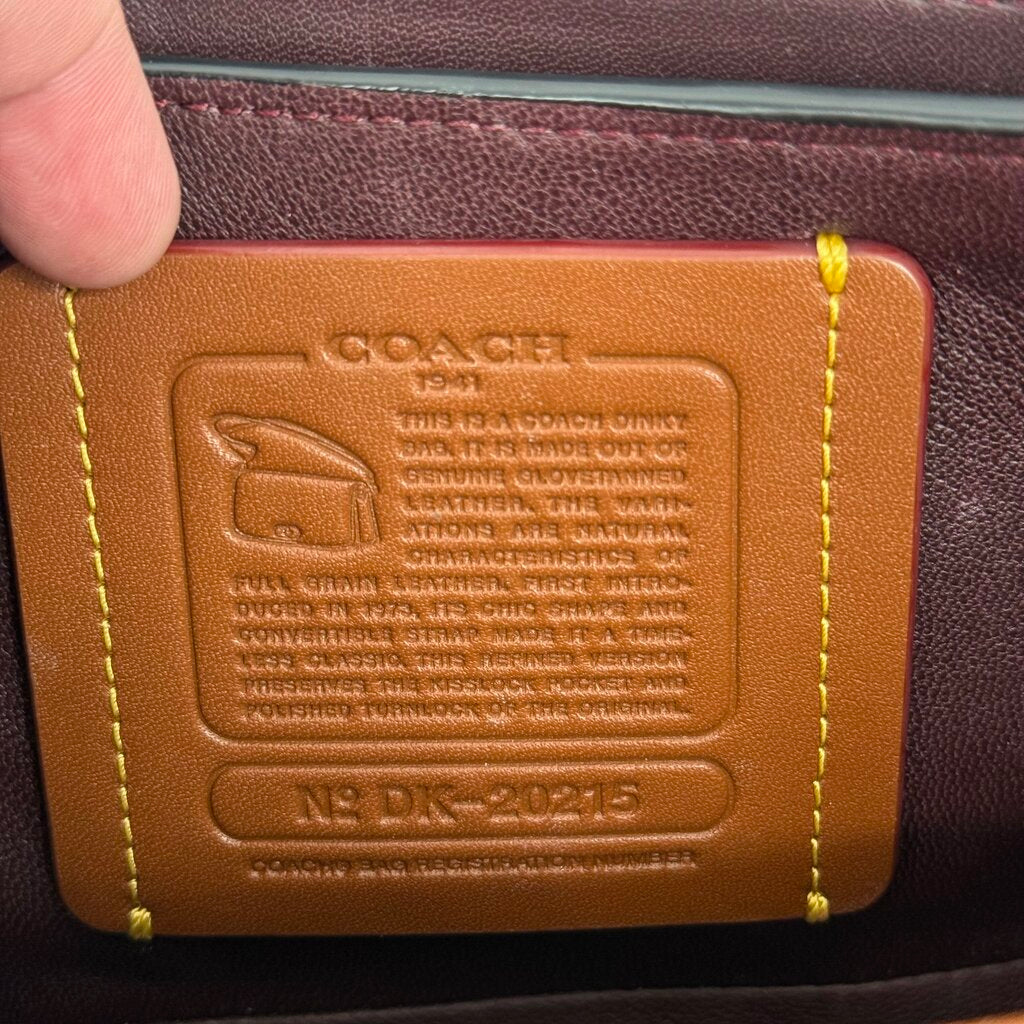 COACH
1941
THIS IS A COACH DINKY
BAG. IT IS MADE OUT OF
GENUINE GLOVETANNED
LEATHER. THE VARI-
ATIONS ARE NATURAL
CHARACTERISTICS OF
FULL GRAIN LEATHER. FIRST INTRO-
DUCED IN 1973, ITS CHIC SHAPE AND
CONVERTIBLE STRAP MADE IT A TIME-
LESS CLASSIC. THIS REFINED VERSION
PRESERVES THE KISSLOCK POCKET AND
POLISHED TURNLOCK OF THE ORIGINAL.
Nº DK-20215
COACH© BAG REGISTRATION NUMBER